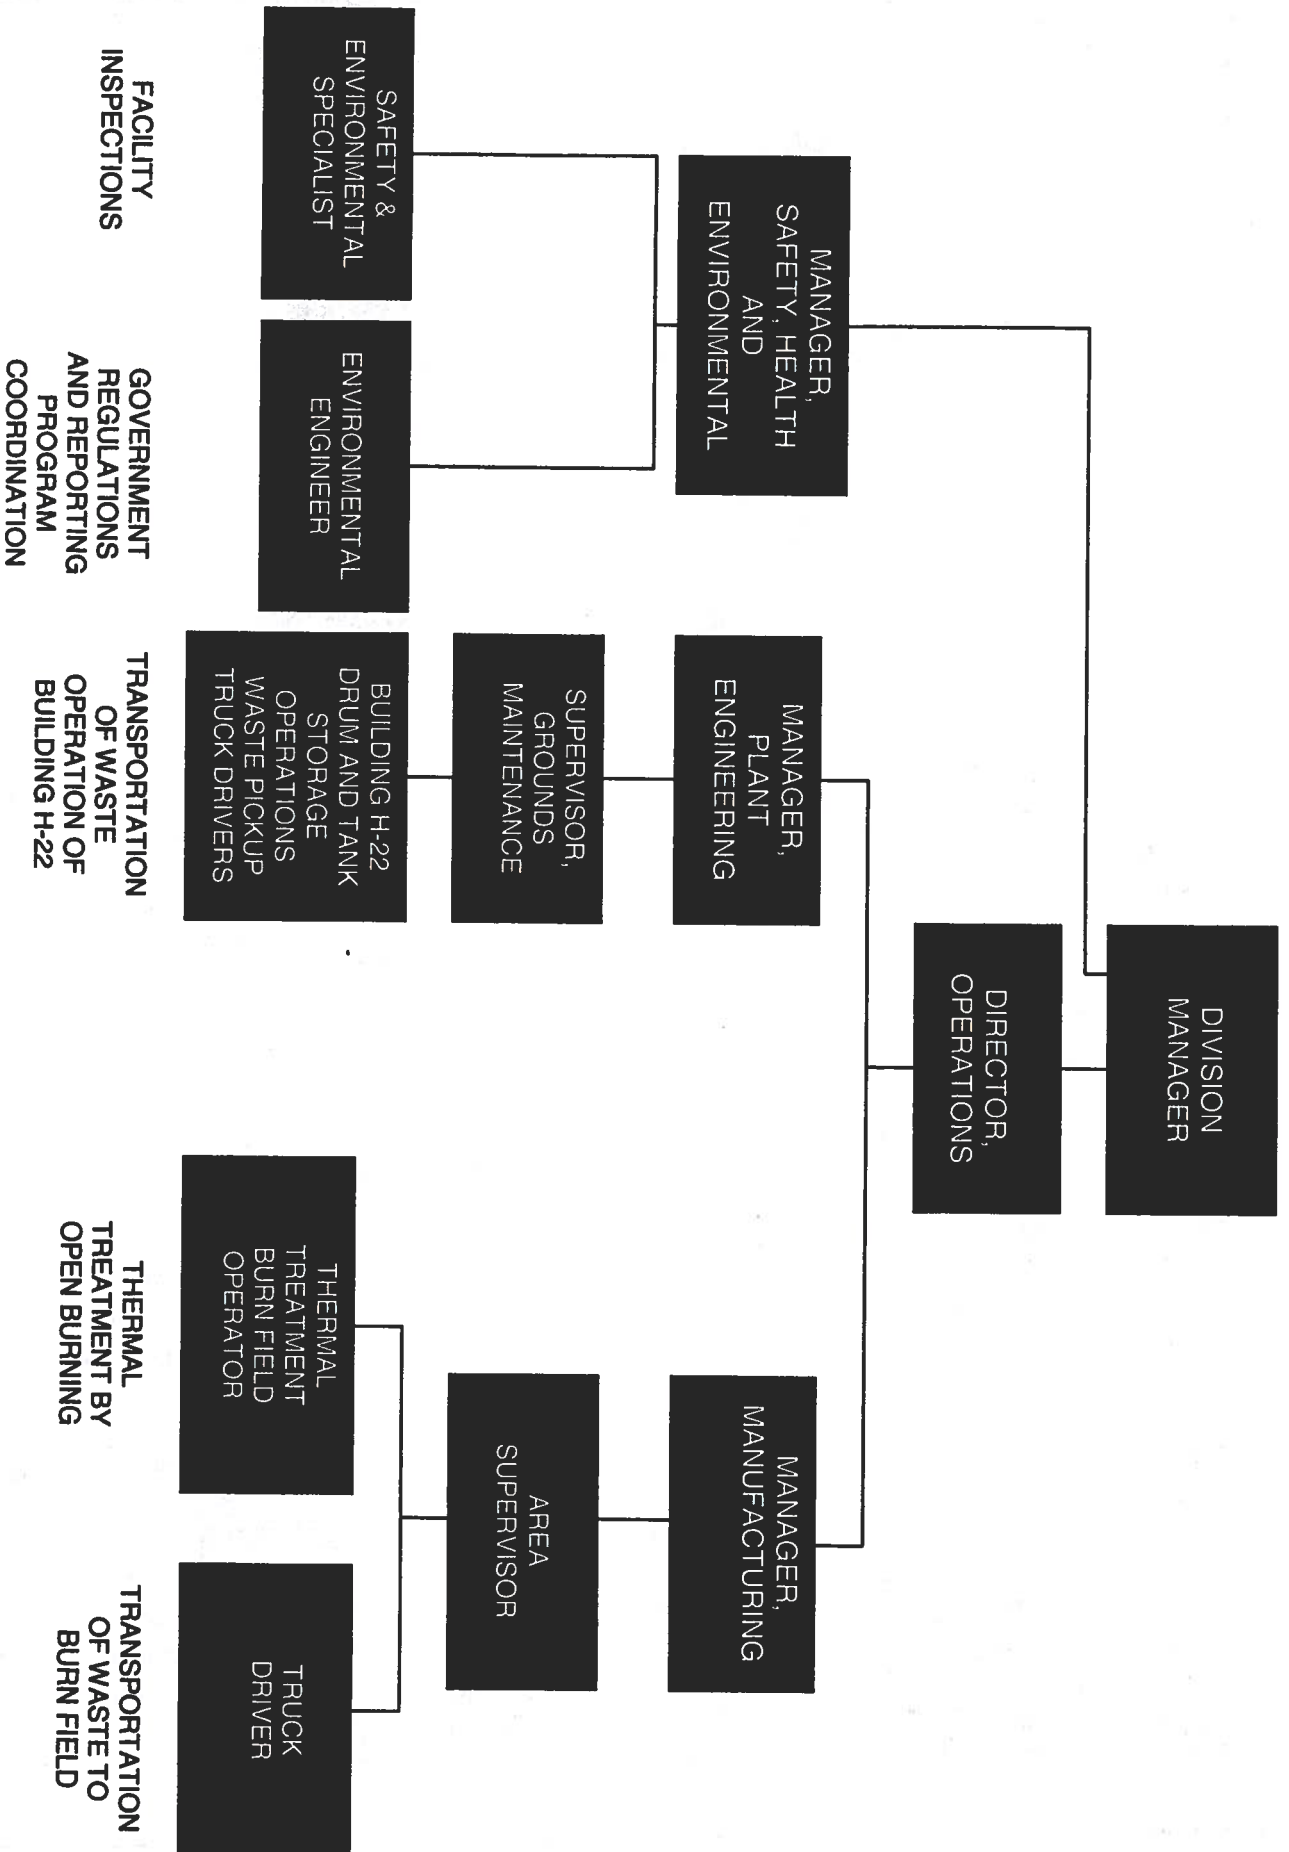 DIVISION
MANAGER
DIRECTOR,
OPERATIONS
MANAGER,
SAFETY, HEALTH
AND
ENVIRONMENTAL
MANAGER,
PLANT
ENGINEERING
MANAGER,
MANUFACTURING
SUPERVISOR,
GROUNDS
MAINTENANCE
AREA
SUPERVISOR
SAFETY &
ENVIRONMENTAL
SPECIALIST
ENVIRONMENTAL
ENGINEER
BUILDING H-22
DRUM AND TANK
STORAGE
OPERATIONS
WASTE PICKUP
TRUCK DRIVERS
THERMAL
TREATMENT
BURN FIELD
OPERATOR
TRUCK
DRIVER
FACILITY
INSPECTIONS
GOVERNMENT
REGULATIONS
AND REPORTING
PROGRAM
COORDINATION
TRANSPORTATION
OF WASTE
OPERATION OF
BUILDING H-22
THERMAL
TREATMENT BY
OPEN BURNING
TRANSPORTATION
OF WASTE TO
BURN FIELD